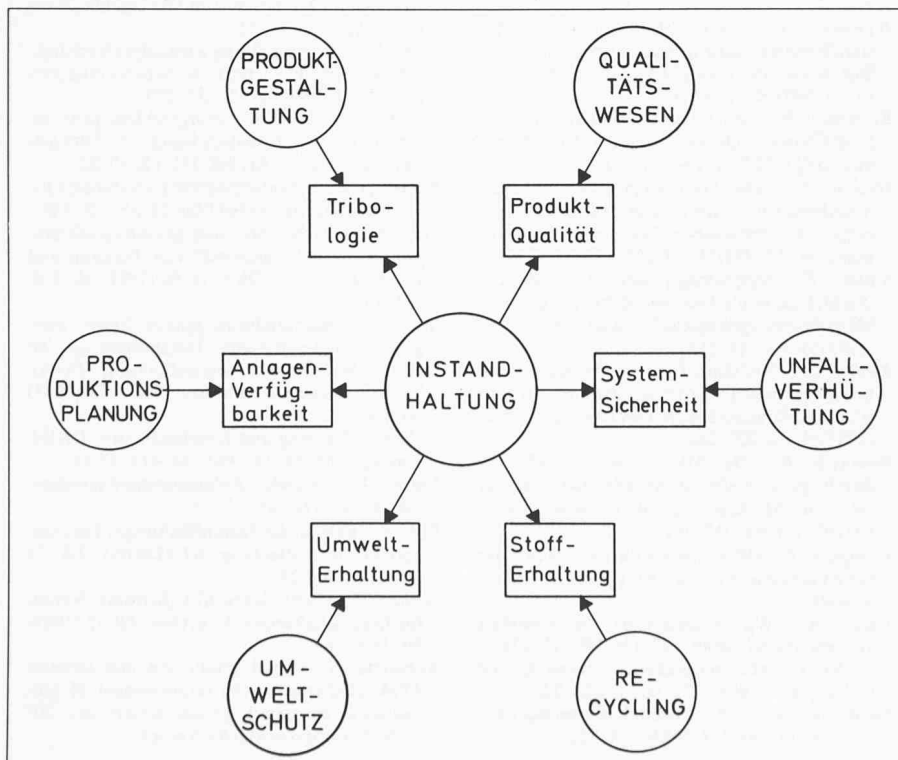 PRODUKT-
GESTAL-
TUNG
QUALI-
TÄTS-
WESEN
Tribo-
logie
Produkt-
Qualität
PRO-
DUKTIONS
PLANUNG
Anlagen-
Verfüg-
barkeit
INSTAND-
HALTUNG
System-
Sicherheit
UNFALL-
VERHÜ-
TUNG
Umwelt-
Erhaltung
Stoff-
Erhaltung
UM-
WELT-
SCHUTZ
RE-
CYCLING